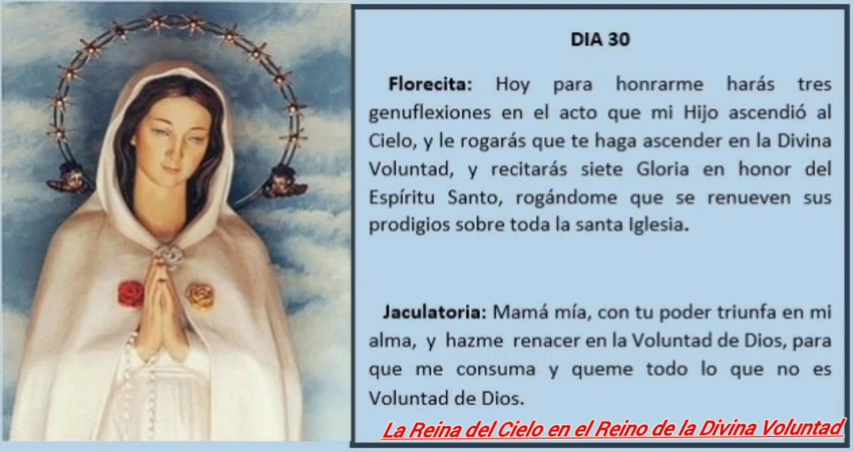 DIA 30
Florecita: Hoy para honrarme harás tres
genuflexiones en el acto que mi Hijo ascendió al
Cielo, y le rogarás que te haga ascender en la Divina
Voluntad, y recitarás siete Gloria en honor del
Espíritu Santo, rogándome que se renueven sus
prodigios sobre toda la santa Iglesia.
Jaculatoria: Mamá mía, con tu poder triunfa en mi
alma, y hazme renacer en la Voluntad de Dios, para
que me consuma y queme todo lo que no es
Voluntad de Dios.
La Reina del Cielo en el Reino de la Divina Voluntad